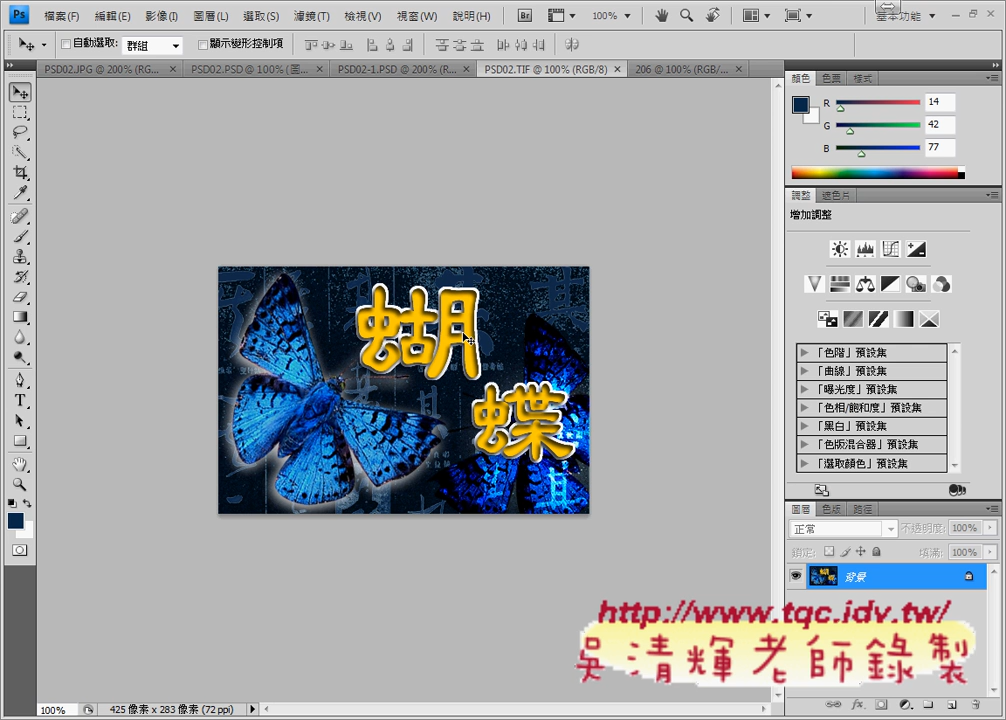 Ps 檔案(F) 編輯(E) 影像(I) 圖層(L) 選取(S) 濾鏡(T) 檢視(V) 視窗(W) 說明(H) Br 100% 基本功能
自動選取: 群組 顯示變形控制項
PSD02.JPG @ 200% (RG... × PSD02.PSD @ 100% (圖... × PSD02-1.PSD @ 200% (R... × PSD02.TIF @ 100% (RGB/8) × 206 @ 100% (RGB/... ×
顏色 色票 樣式
R 14
G 42
B 77
調整 遮色片
增加調整
「色階」預設集
「曲線」預設集
「曝光度」預設集
「色相/飽和度」預設集
「黑白」預設集
「色版混合器」預設集
「選取顏色」預設集
蝴
蝶
圖層 色版 路徑
正常 不透明度: 100%
鎖定: 填滿: 100%
背景
http://www.tqc.idv.tw/
吳清輝老師錄製
100% 425 像素 x 283 像素 (72 ppi)